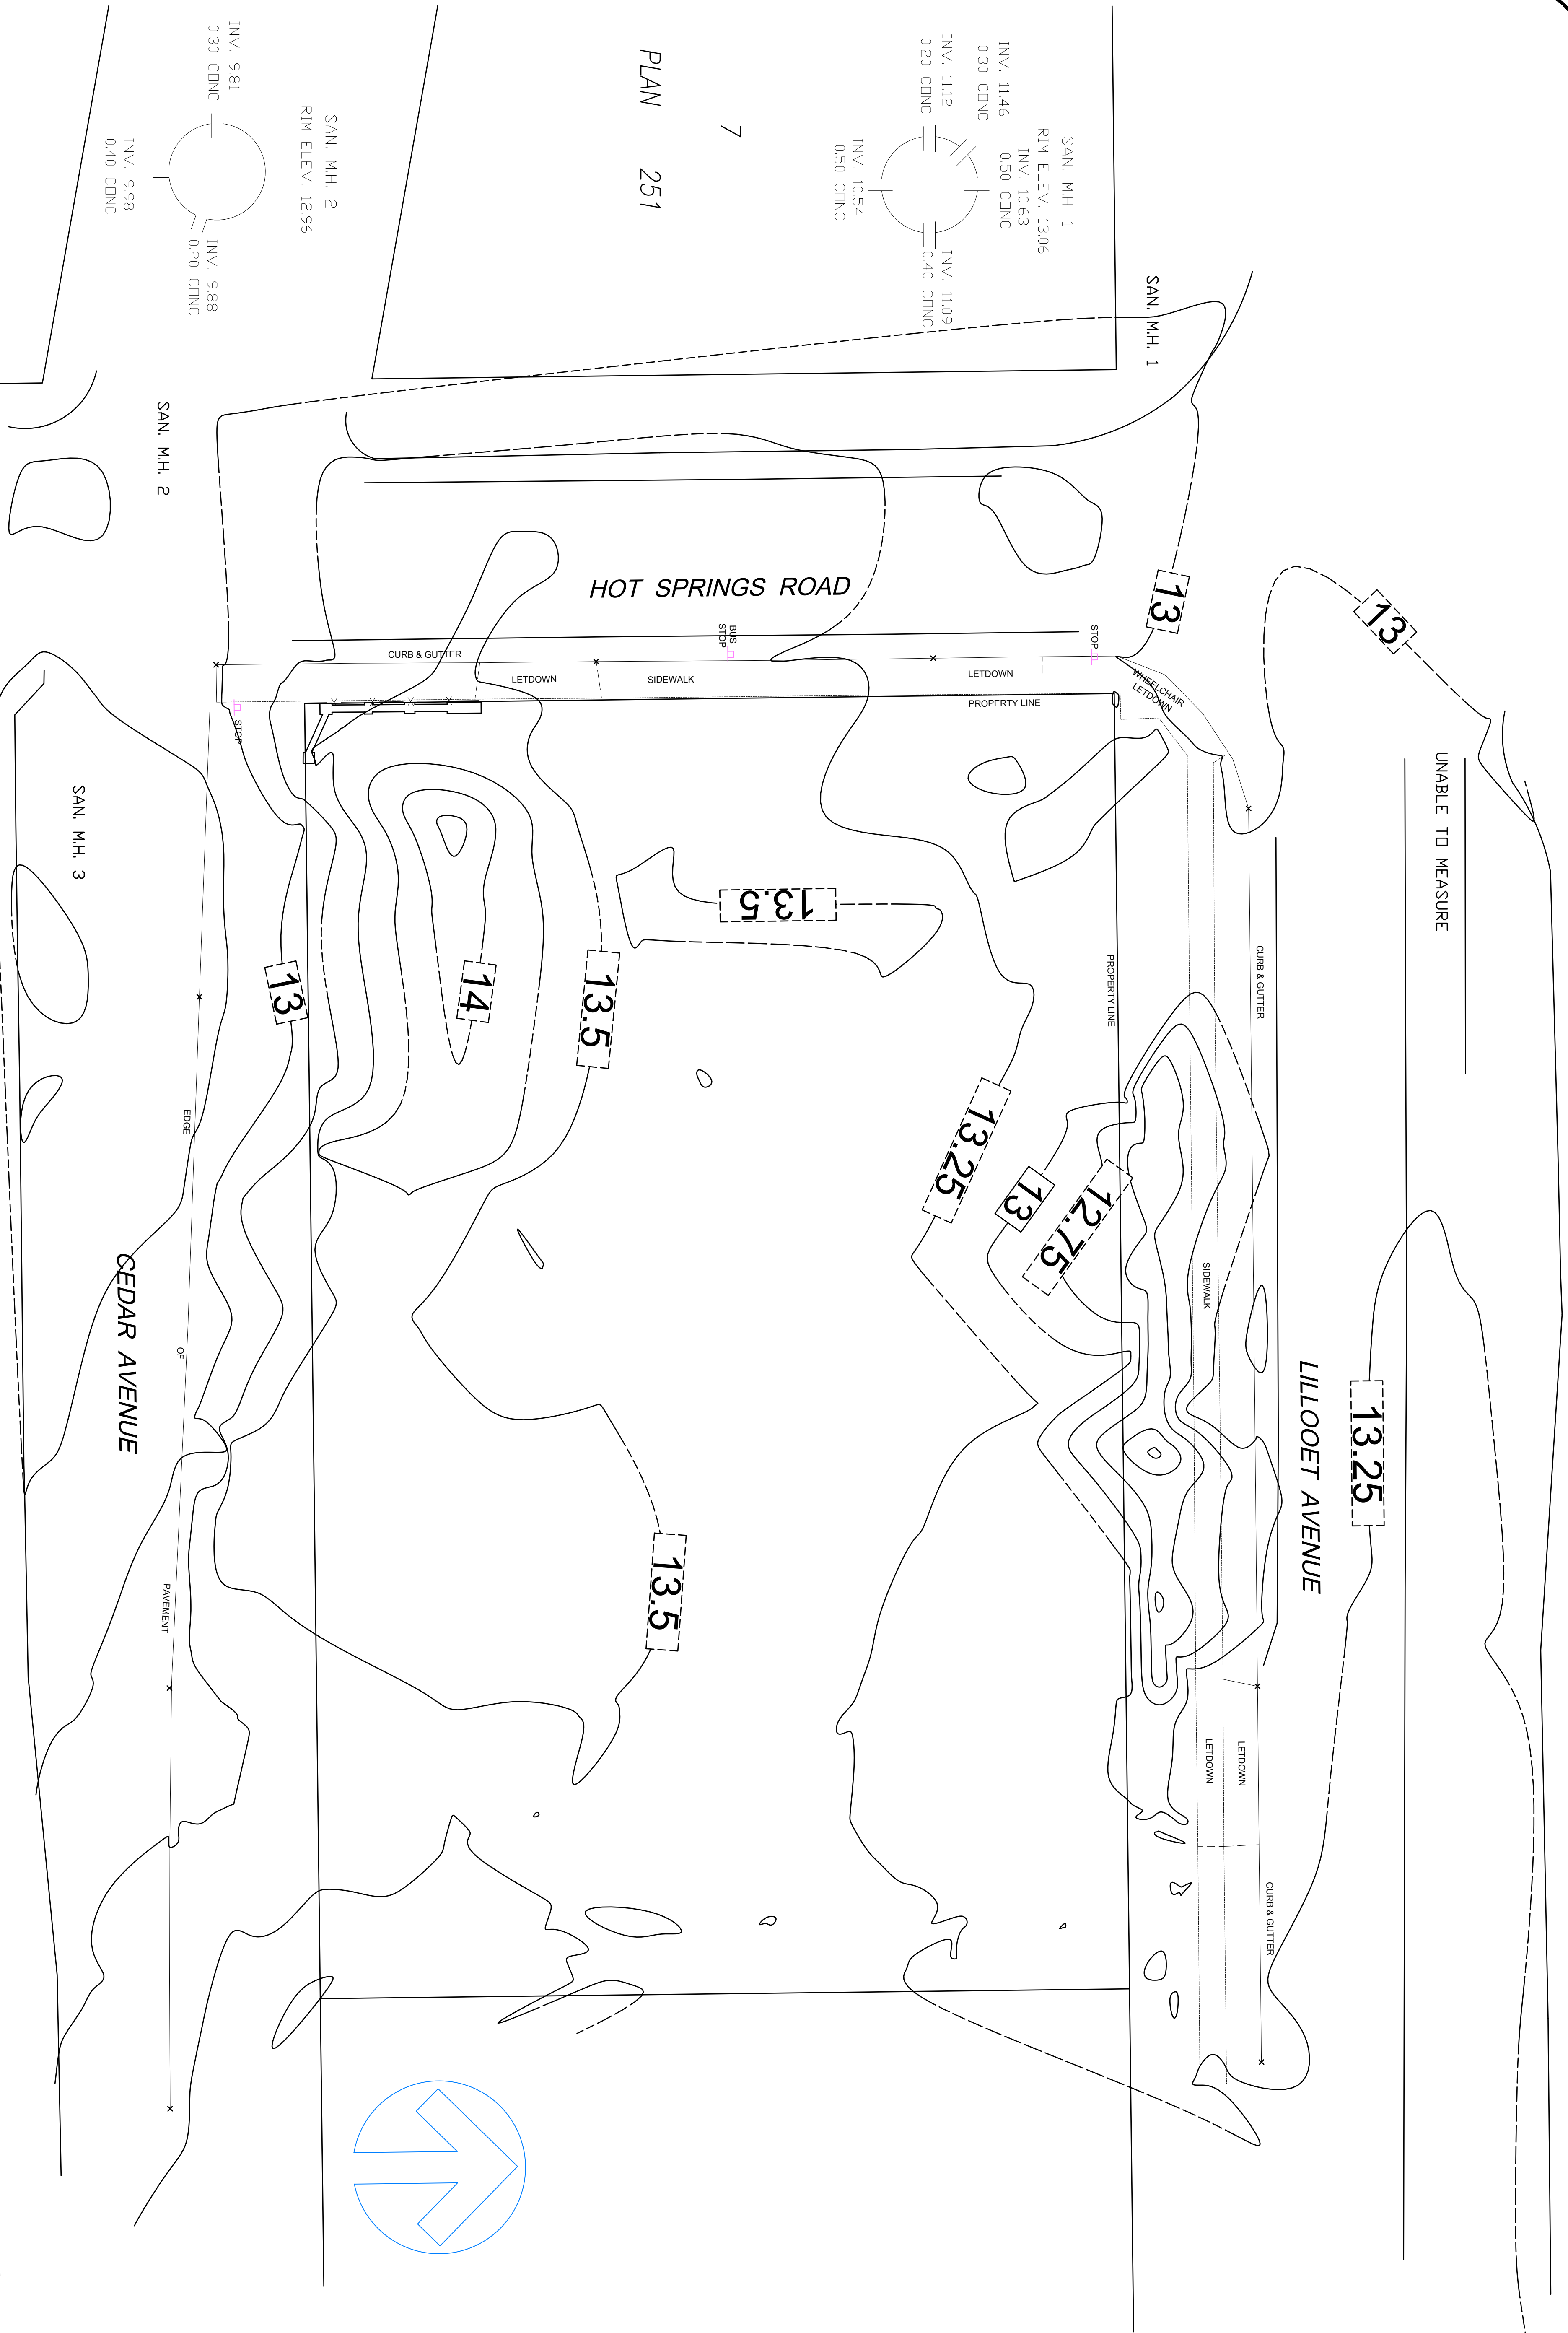 INV. 9.81
0.30 CONC
SAN. M.H. 2
RIM ELEV. 12.96
INV. 9.98
0.40 CONC
INV. 9.88
0.20 CONC
PLAN 251
7
INV. 11.46
0.30 CONC
INV. 11.12
0.20 CONC
SAN. M.H. 1
RIM ELEV. 13.06
INV. 10.63
0.50 CONC
INV. 10.54
0.50 CONC
INV. 11.09
0.40 CONC
SAN. M.H. 1
SAN. M.H. 2
HOT SPRINGS ROAD
13
13
CURB & GUTTER
LETDOWN
SIDEWALK
BUS
STOP
STOP
LETDOWN
PROPERTY LINE
WHEELCHAIR
LETDOWN
STOP
UNABLE TO MEASURE
SAN. M.H. 3
13.5
13
14
13.5
PROPERTY LINE
CURB & GUTTER
13.25
13
12.75
EDGE
OF
PAVEMENT
CEDAR AVENUE
SIDEWALK
LILLOOET AVENUE
13.25
13.5
LETDOWN
LETDOWN
CURB & GUTTER